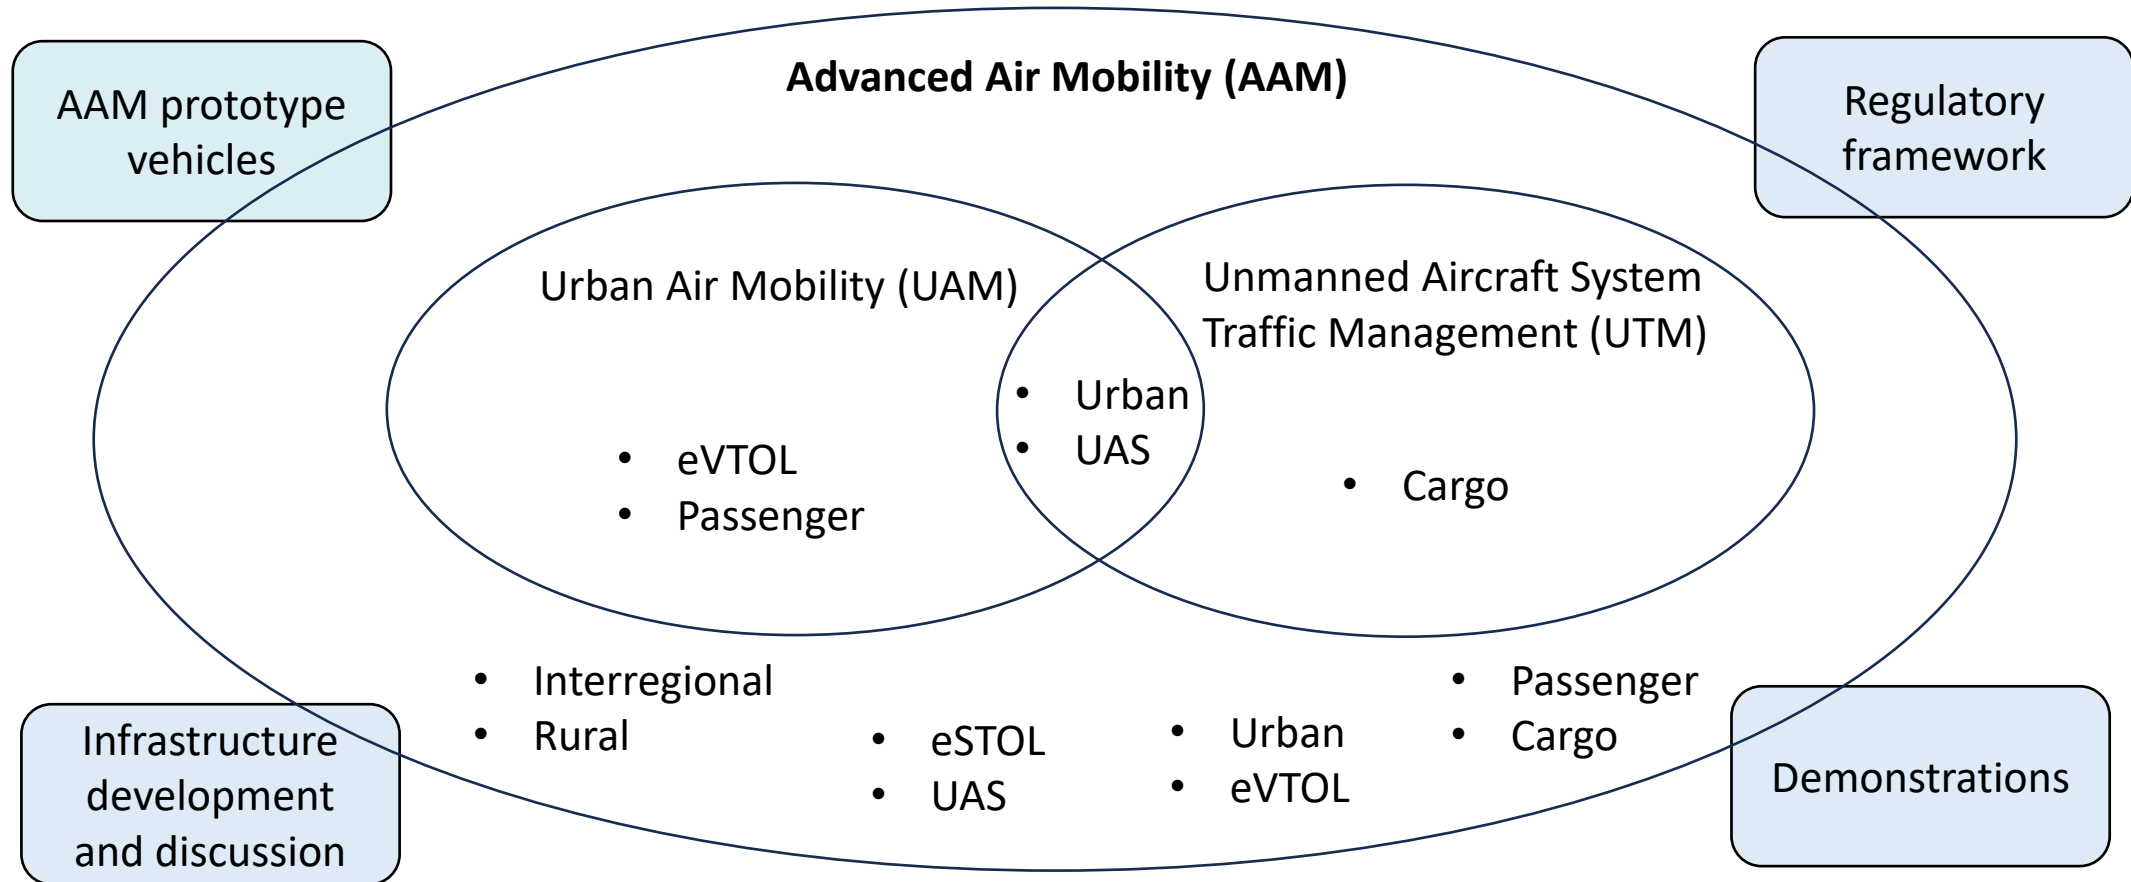 Advanced Air Mobility (AAM)
AAM prototype
vehicles
Regulatory
framework
Urban Air Mobility (UAM)
• eVTOL
• Passenger
• Urban
• UAS
Unmanned Aircraft System
Traffic Management (UTM)
• Cargo
• Interregional
• Rural
• eSTOL
• UAS
• Urban
• eVTOL
• Passenger
• Cargo
Infrastructure
development
and discussion
Demonstrations